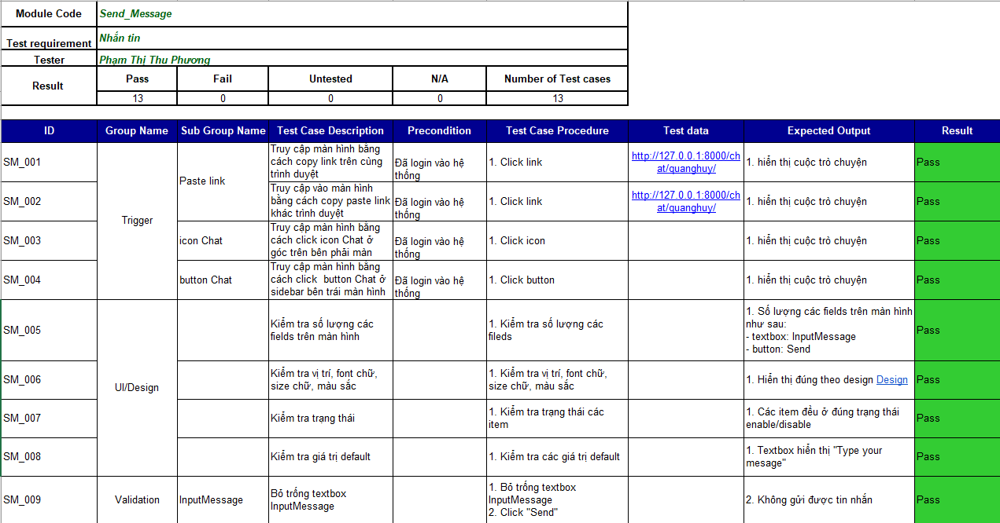 Module Code Send_Message
Test requirement Nhắn tin
Tester Phạm Thị Thu Phương
Result Pass Fail Untested N/A Number of Test cases
13 0 0 0 13
ID Group Name Sub Group Name Test Case Description Precondition Test Case Procedure Test data Expected Output Result
SM_001
Trigger
Paste link
Truy cập màn hình bằng
cách copy link trên cùng
trình duyệt
Đã login vào hệ
thống
1. Click link
http://127.0.0.1:8000/ch
at/quanghuy/
1. hiển thị cuộc trò chuyện
Pass
SM_002
Truy cập vào màn hình
bằng cách copy paste link
khác trình duyệt
Đã login vào hệ
thống
1. Click link
http://127.0.0.1:8000/ch
at/quanghuy/
1. hiển thị cuộc trò chuyện
Pass
SM_003
icon Chat
Truy cập màn hình bằng
cách click icon Chat ở
góc trên bên phải màn
Đã login vào hệ
thống
1. Click icon
1. hiển thị cuộc trò chuyện
Pass
SM_004
button Chat
Truy cập màn hình bằng
cách click  button Chat ở
sidebar bên trái màn hình
Đã login vào hệ
thống
1. Click button
1. hiển thị cuộc trò chuyện
Pass
SM_005
UI/Design
Kiểm tra số lượng các
fields trên màn hình
1. Kiểm tra số lượng các
fileds
1. Số lượng các fields trên màn hình
như sau:
- textbox: InputMessage
- button: Send
Pass
SM_006
Kiểm tra vị trí, font chữ,
size chữ, màu sắc
1. Kiểm tra vị trí, font chữ,
size chữ, màu sắc
1. Hiển thị đúng theo design Design
Pass
SM_007
Kiểm tra trạng thái
1. Kiểm tra trạng thái các
item
1. Các item đều ở đúng trạng thái
enable/disable
Pass
SM_008
Kiểm tra giá trị default
1. Kiểm tra các giá trị default
1. Textbox hiển thị "Type your
mesage"
Pass
SM_009
Validation
InputMessage
Bỏ trống textbox
InputMessage
1. Bỏ trống textbox
InputMessage
2. Click "Send"
2. Không gửi được tin nhắn
Pass